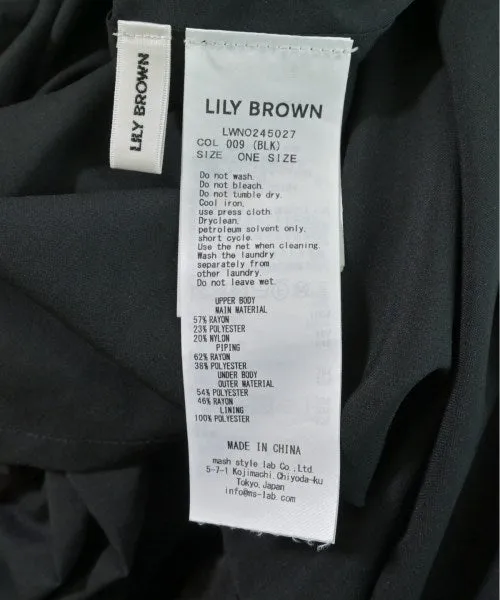 LILY BROWN
LILY BROWN
LWNO245027
COL 009 (BLK)
SIZE ONE SIZE
Do not wash.
Do not bleach.
Do not tumble dry.
Cool iron.
use press cloth.
Dryclean.
petroleum solvent only.
short cycle.
Use the net when cleaning.
Wash the laundry
separately from
other laundry.
Do not leave wet.
UPPER BODY
MAIN MATERIAL
57% RAYON
23% POLYESTER
20% NYLON
PIPING
62% RAYON
38% POLYESTER
UNDER BODY
OUTER MATERIAL
54% POLYESTER
46% RAYON
LINING
100% POLYESTER
MADE IN CHINA
mash style lab Co.,Ltd.
5-7-1 Kojimachi.Chiyoda-ku
Tokyo.Japan
info@ms-lab.com